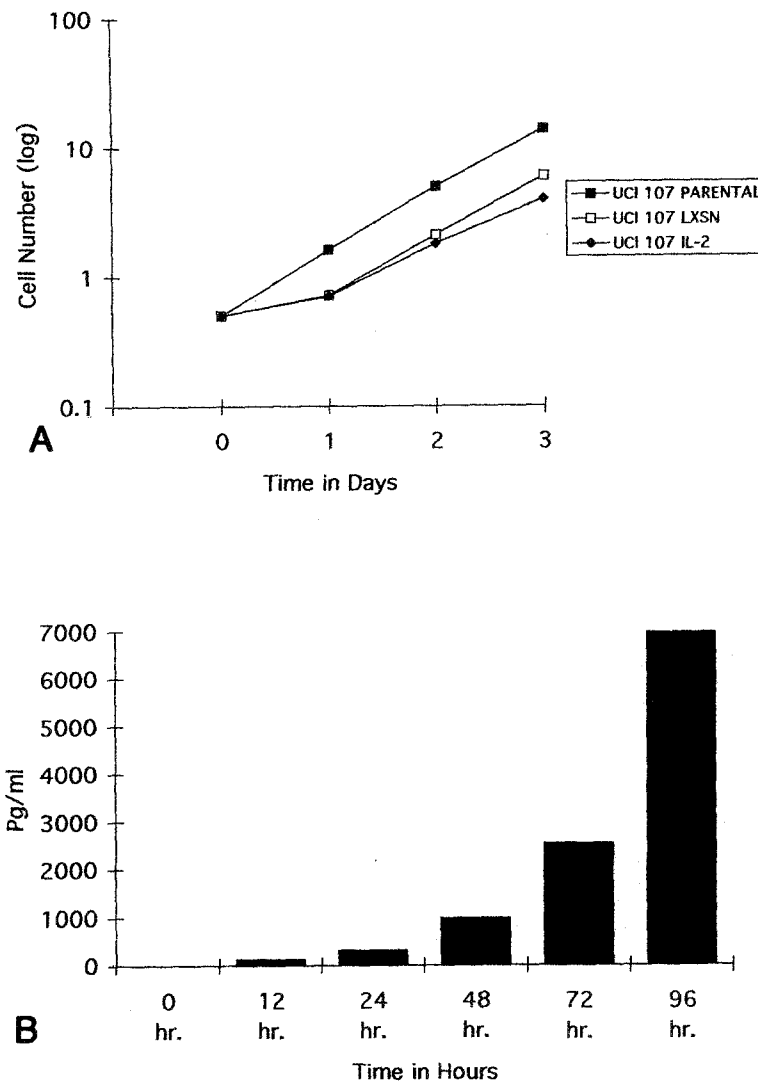 100
10
1
0.1
Cell Number (log)
UCI 107 PARENTAL
UCI 107 LXSN
UCI 107 IL-2
0 1 2 3
A
Time in Days
7000
6000
5000
4000
3000
2000
1000
0
Pg/ml
0 12 24 48 72 96
hr. hr. hr. hr. hr. hr.
B
Time in Hours